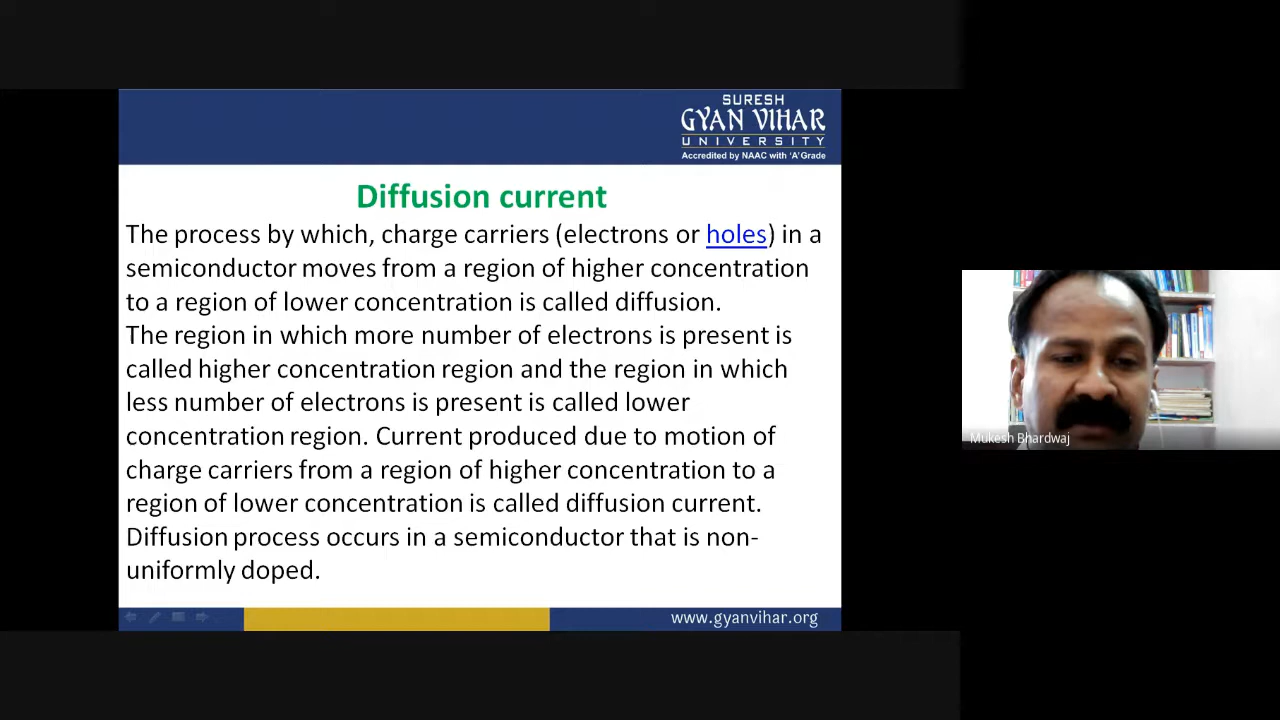 SURESH
GYAN VIHAR
UNIVERSITY
Accredited by NAAC with 'A' Grade
Diffusion current
The process by which, charge carriers (electrons or holes) in a
semiconductor moves from a region of higher concentration
to a region of lower concentration is called diffusion.
The region in which more number of electrons is present is
called higher concentration region and the region in which
less number of electrons is present is called lower
concentration region. Current produced due to motion of
charge carriers from a region of higher concentration to a
region of lower concentration is called diffusion current.
Diffusion process occurs in a semiconductor that is non-
uniformly doped.
www.gyanvihar.org
Mukesh Bhardwaj